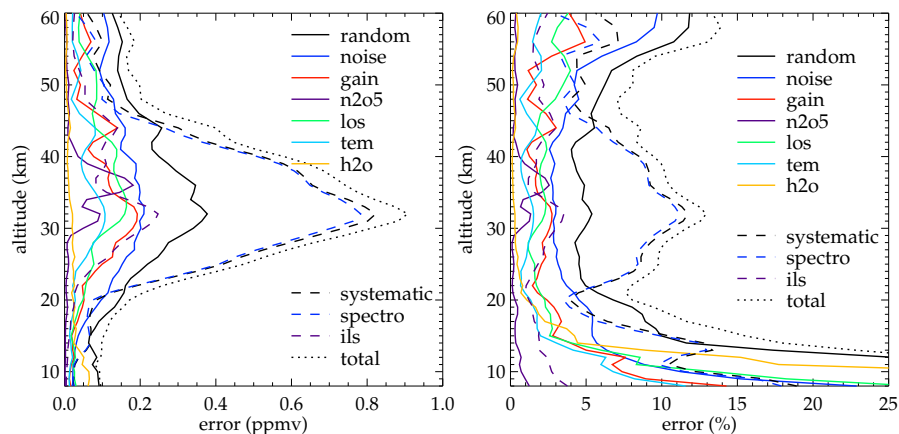 60
50
40
30
20
10
altitude (km)
random
noise
gain
n2o5
los
tem
h2o
systematic
spectro
ils
total
0.0 0.2 0.4 0.6 0.8 1.0
error (ppmv)
60
50
40
30
20
10
altitude (km)
random
noise
gain
n2o5
los
tem
h2o
systematic
spectro
ils
total
0 5 10 15 20 25
error (%)